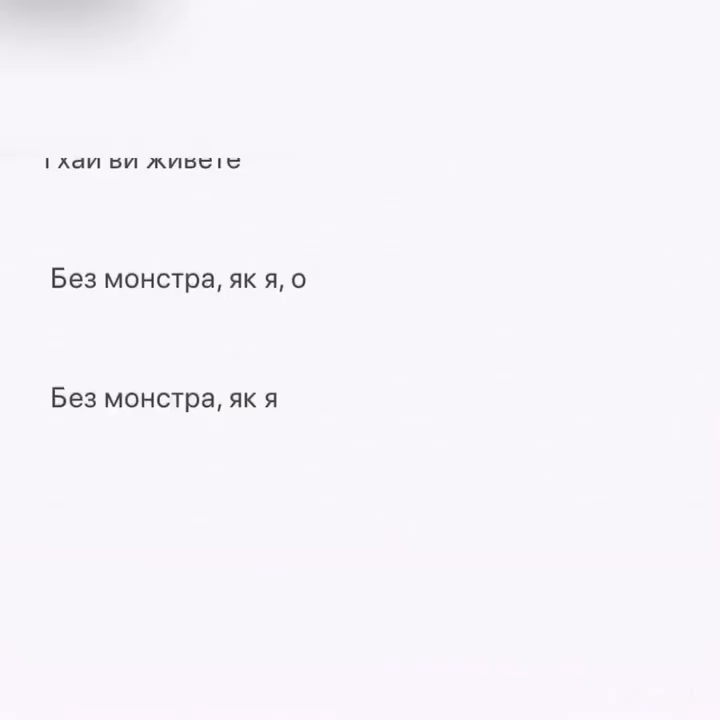 І хай ви живете
Без монстра, як я, о
Без монстра, як я